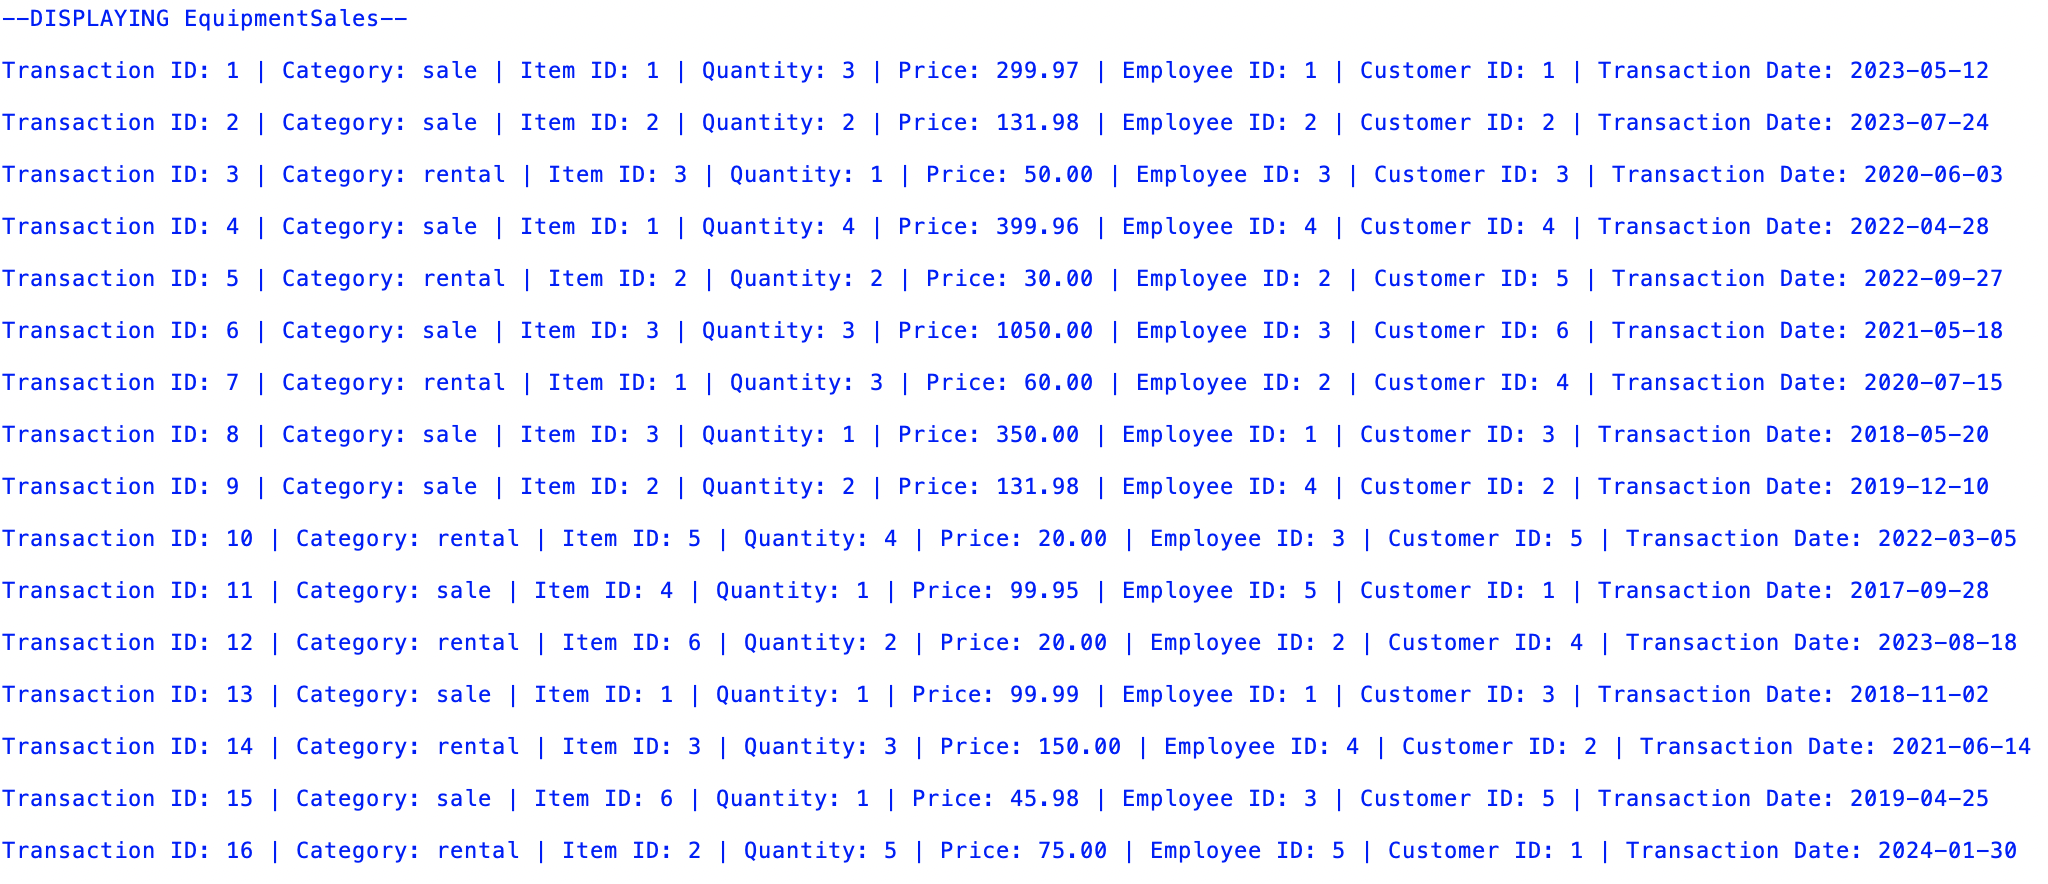 --DISPLAYING EquipmentSales--
Transaction ID: 1 | Category: sale | Item ID: 1 | Quantity: 3 | Price: 299.97 | Employee ID: 1 | Customer ID: 1 | Transaction Date: 2023-05-12
Transaction ID: 2 | Category: sale | Item ID: 2 | Quantity: 2 | Price: 131.98 | Employee ID: 2 | Customer ID: 2 | Transaction Date: 2023-07-24
Transaction ID: 3 | Category: rental | Item ID: 3 | Quantity: 1 | Price: 50.00 | Employee ID: 3 | Customer ID: 3 | Transaction Date: 2020-06-03
Transaction ID: 4 | Category: sale | Item ID: 1 | Quantity: 4 | Price: 399.96 | Employee ID: 4 | Customer ID: 4 | Transaction Date: 2022-04-28
Transaction ID: 5 | Category: rental | Item ID: 2 | Quantity: 2 | Price: 30.00 | Employee ID: 2 | Customer ID: 5 | Transaction Date: 2022-09-27
Transaction ID: 6 | Category: sale | Item ID: 3 | Quantity: 3 | Price: 1050.00 | Employee ID: 3 | Customer ID: 6 | Transaction Date: 2021-05-18
Transaction ID: 7 | Category: rental | Item ID: 1 | Quantity: 3 | Price: 60.00 | Employee ID: 2 | Customer ID: 4 | Transaction Date: 2020-07-15
Transaction ID: 8 | Category: sale | Item ID: 3 | Quantity: 1 | Price: 350.00 | Employee ID: 1 | Customer ID: 3 | Transaction Date: 2018-05-20
Transaction ID: 9 | Category: sale | Item ID: 2 | Quantity: 2 | Price: 131.98 | Employee ID: 4 | Customer ID: 2 | Transaction Date: 2019-12-10
Transaction ID: 10 | Category: rental | Item ID: 5 | Quantity: 4 | Price: 20.00 | Employee ID: 3 | Customer ID: 5 | Transaction Date: 2022-03-05
Transaction ID: 11 | Category: sale | Item ID: 4 | Quantity: 1 | Price: 99.95 | Employee ID: 5 | Customer ID: 1 | Transaction Date: 2017-09-28
Transaction ID: 12 | Category: rental | Item ID: 6 | Quantity: 2 | Price: 20.00 | Employee ID: 2 | Customer ID: 4 | Transaction Date: 2023-08-18
Transaction ID: 13 | Category: sale | Item ID: 1 | Quantity: 1 | Price: 99.99 | Employee ID: 1 | Customer ID: 3 | Transaction Date: 2018-11-02
Transaction ID: 14 | Category: rental | Item ID: 3 | Quantity: 3 | Price: 150.00 | Employee ID: 4 | Customer ID: 2 | Transaction Date: 2021-06-14
Transaction ID: 15 | Category: sale | Item ID: 6 | Quantity: 1 | Price: 45.98 | Employee ID: 3 | Customer ID: 5 | Transaction Date: 2019-04-25
Transaction ID: 16 | Category: rental | Item ID: 2 | Quantity: 5 | Price: 75.00 | Employee ID: 5 | Customer ID: 1 | Transaction Date: 2024-01-30